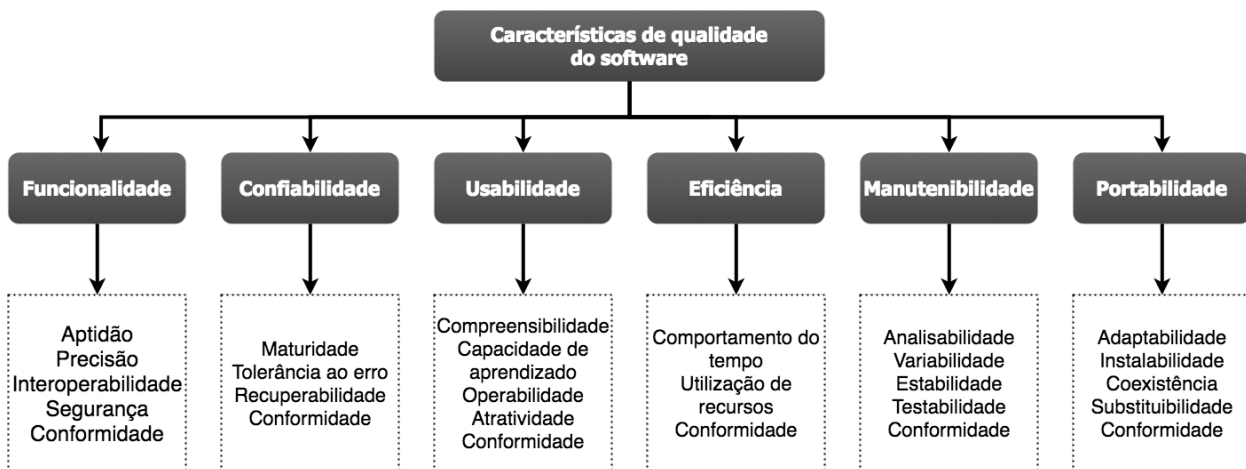 Características de qualidade
do software
Funcionalidade
Confiabilidade
Usabilidade
Eficiência
Manutenibilidade
Portabilidade
Aptidão
Precisão
Interoperabilidade
Segurança
Conformidade
Maturidade
Tolerância ao erro
Recuperabilidade
Conformidade
Compreensibilidade
Capacidade de
aprendizado
Operabilidade
Atratividade
Conformidade
Comportamento do
tempo
Utilização de
recursos
Conformidade
Analisabilidade
Variabilidade
Estabilidade
Testabilidade
Conformidade
Adaptabilidade
Instalabilidade
Coexistência
Substituibilidade
Conformidade